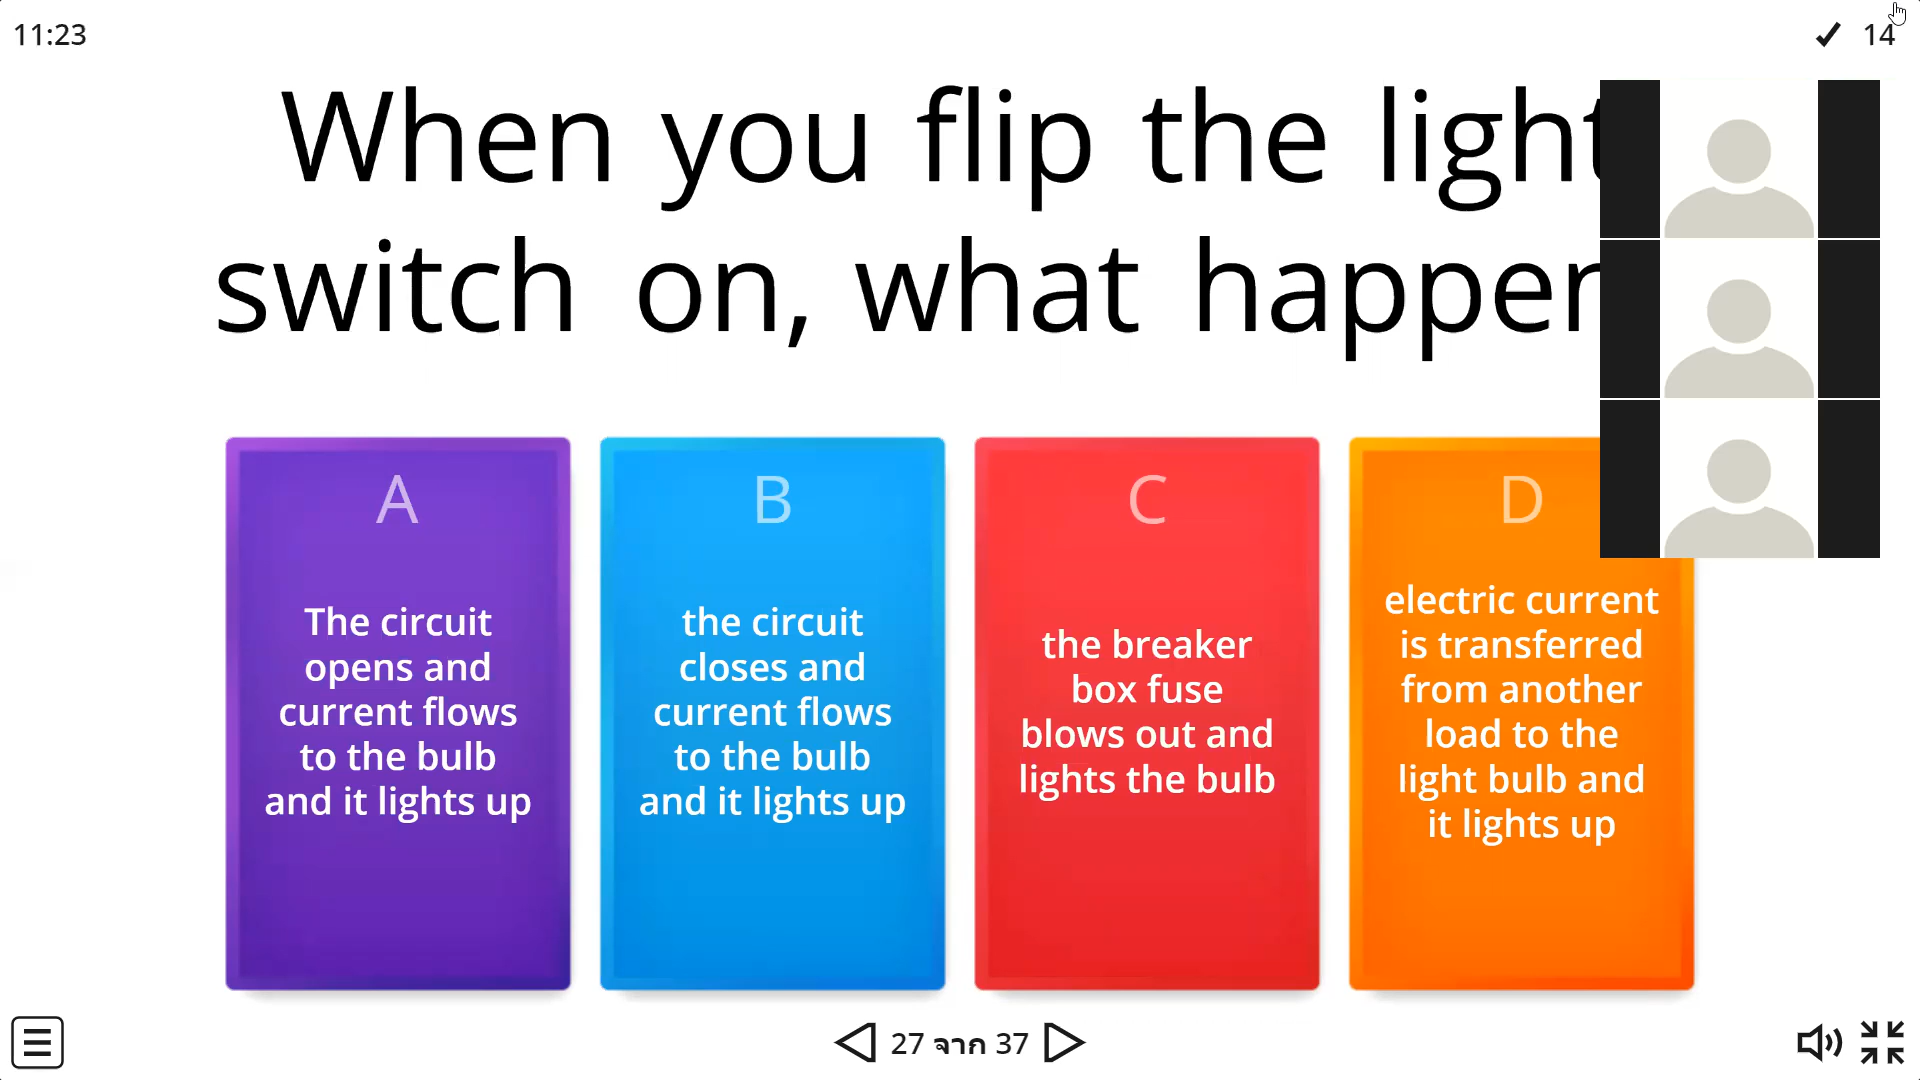 11:23
14
When you flip the light
switch on, what
A
The circuit
opens and
current flows
to the bulb
and it lights up
B
the circuit
closes and
current flows
to the bulb
and it lights up
C
the breaker
box fuse
blows out and
lights the bulb
D
electric current
is transferred
from another
load to the
light bulb and
it lights up
27 จาก 37